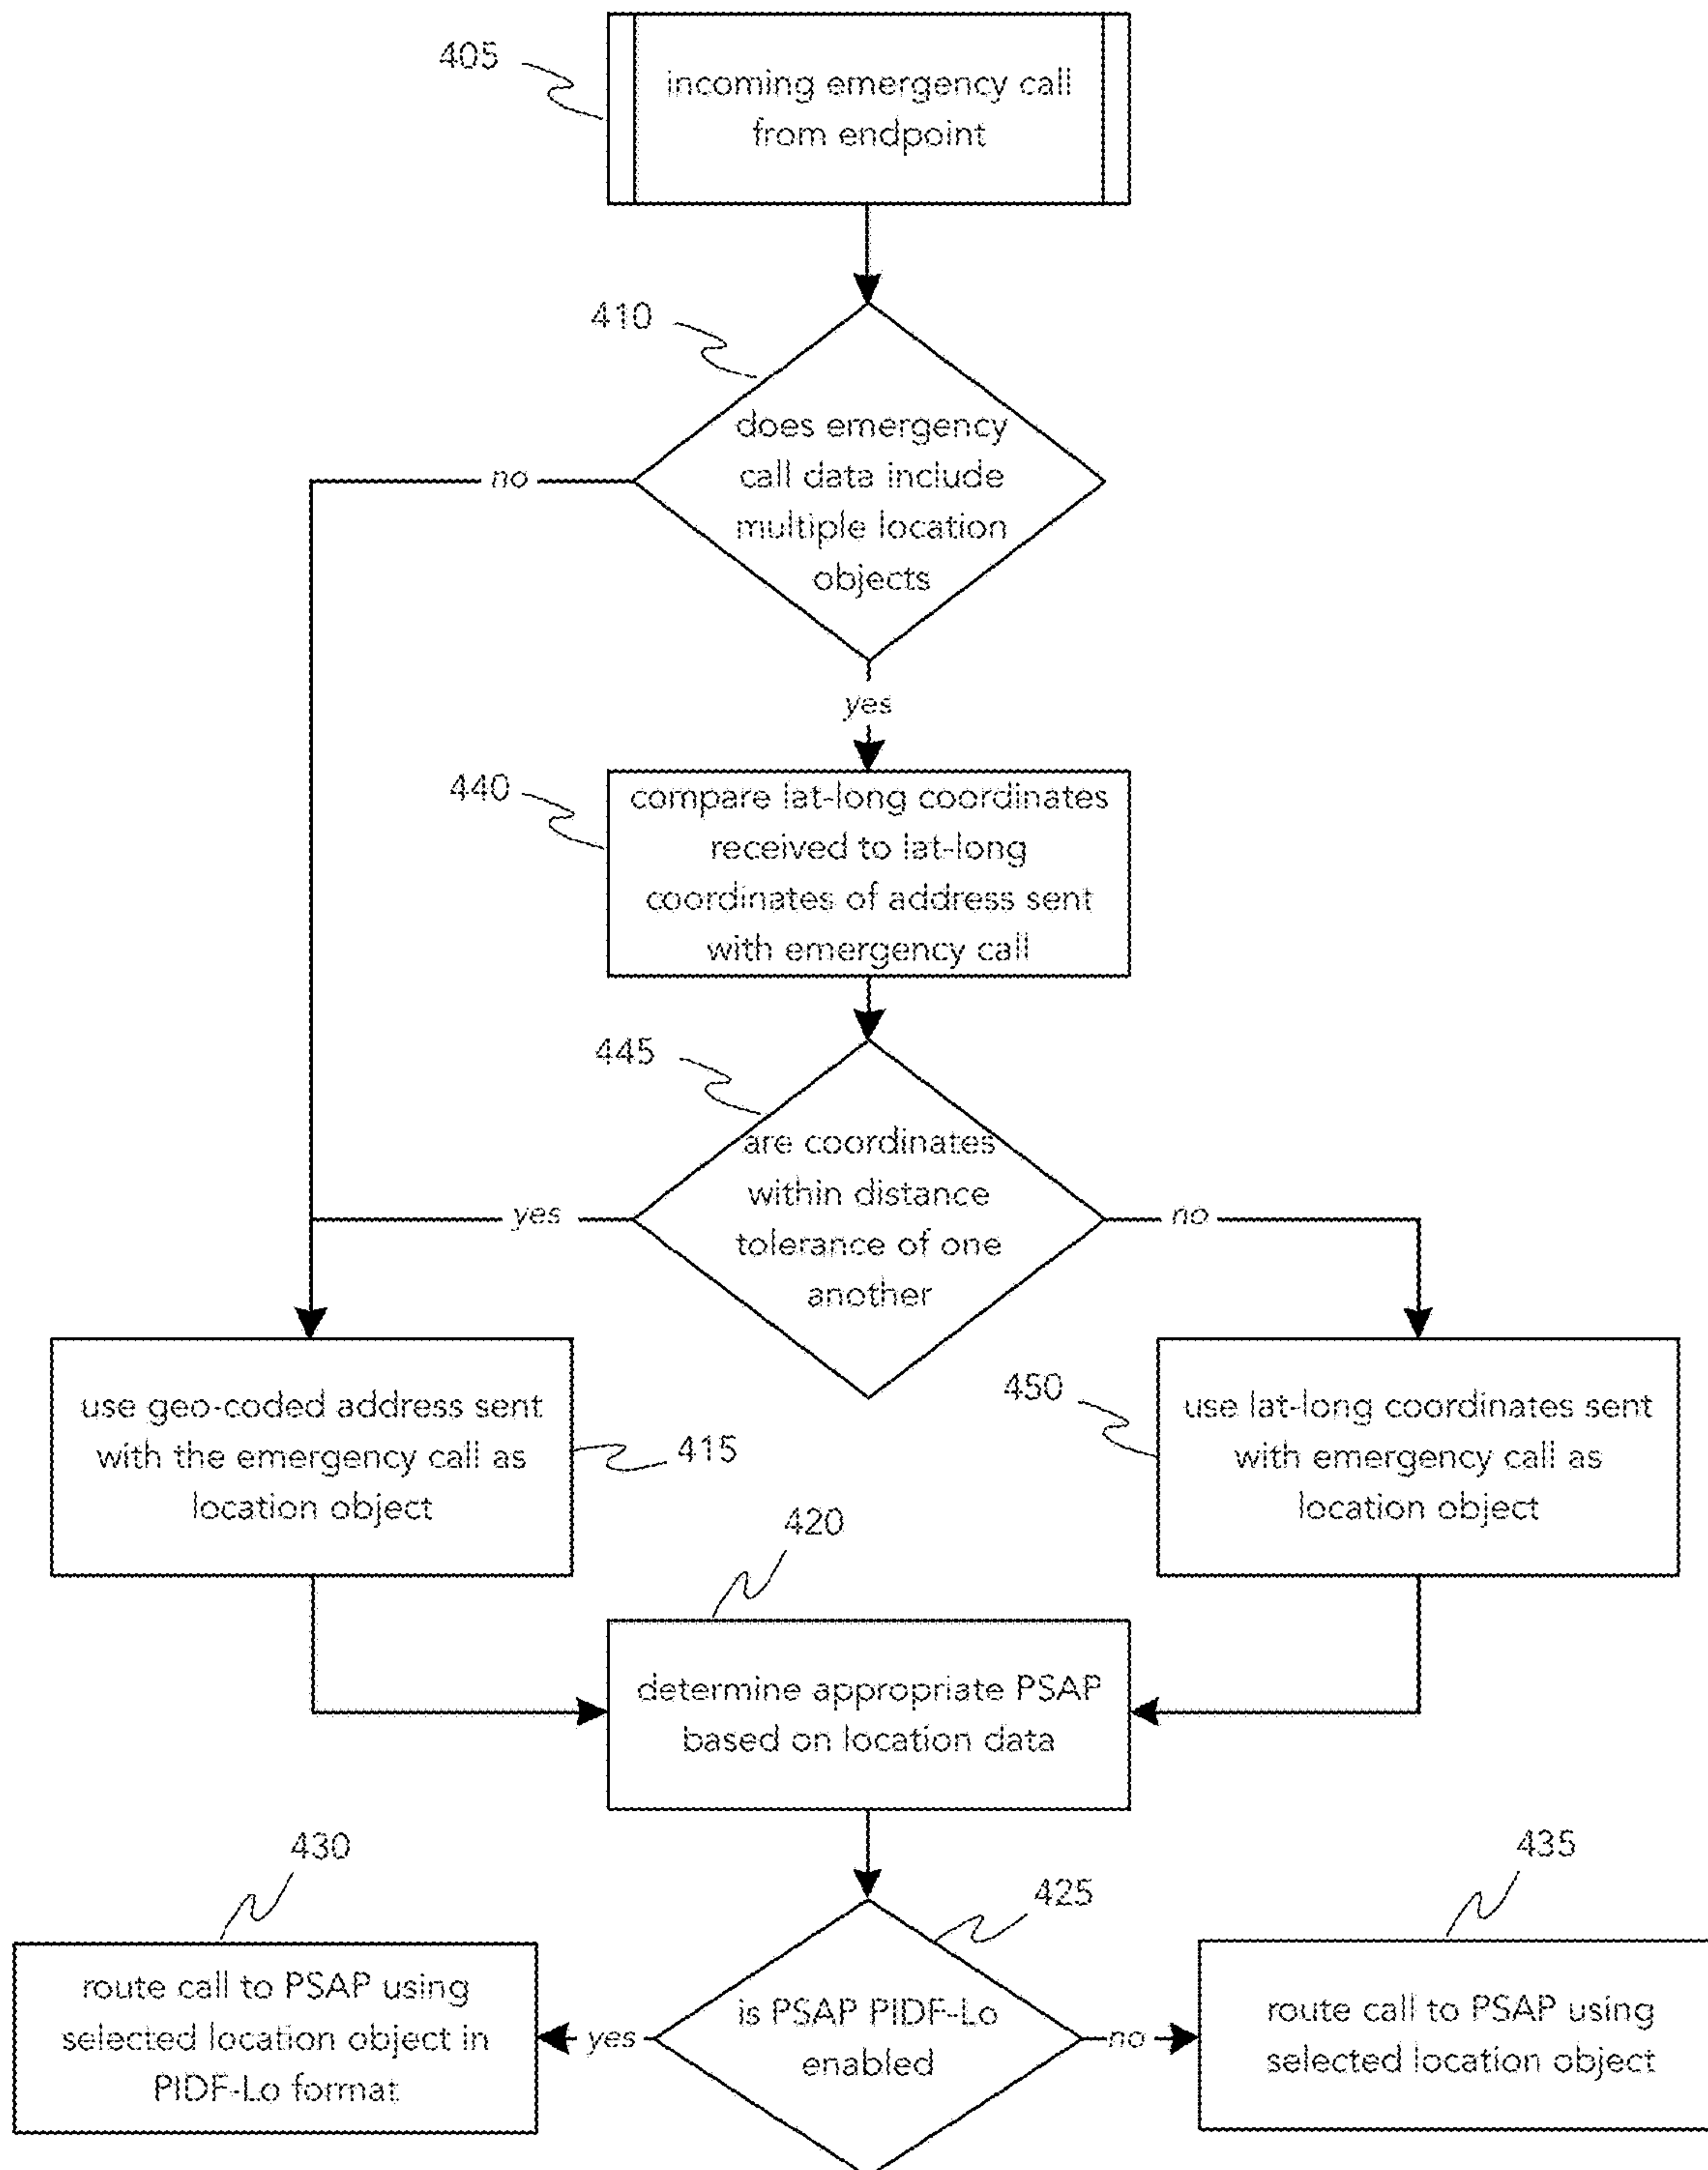 405
incoming emergency call
from endpoint
410
does emergency
call data include
multiple location
objects
no
yes
440
compare lat-long coordinates
received to lat-long
coordinates of address sent
with emergency call
445
are coordinates
within distance
tolerance of one
another
yes
no
use geo-coded address sent
with the emergency call as
location object
415
450
use lat-long coordinates sent
with emergency call as
location object
420
determine appropriate PSAP
based on location data
430
425
435
route call to PSAP using
selected location object in
PIDF-Lo format
yes
is PSAP PIDF-Lo
enabled
no
route call to PSAP using
selected location object